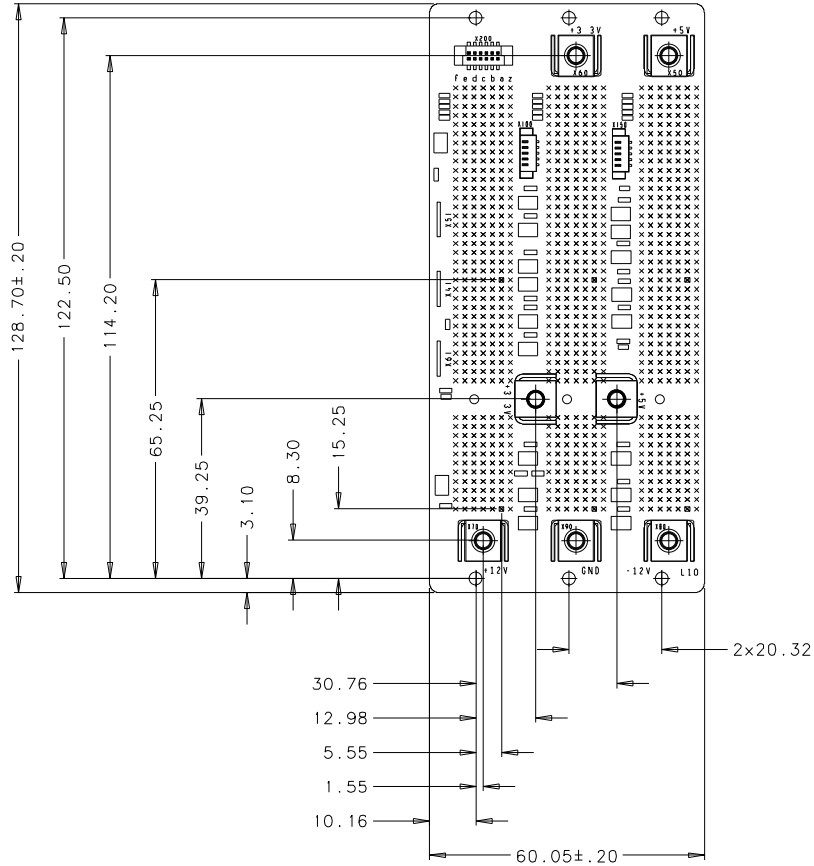 +3 3V
+5V
X200
X60
X50
f e d c b a z
X100
X150
X51
X41
X61
+3 3V
+5V
X70
X90
X80
+12V
GND
-12V
L10
128.70±.20
122.50
114.20
65.25
39.25
3.10
8.30
15.25
2x20.32
30.76
12.98
5.55
1.55
10.16
60.05±.20